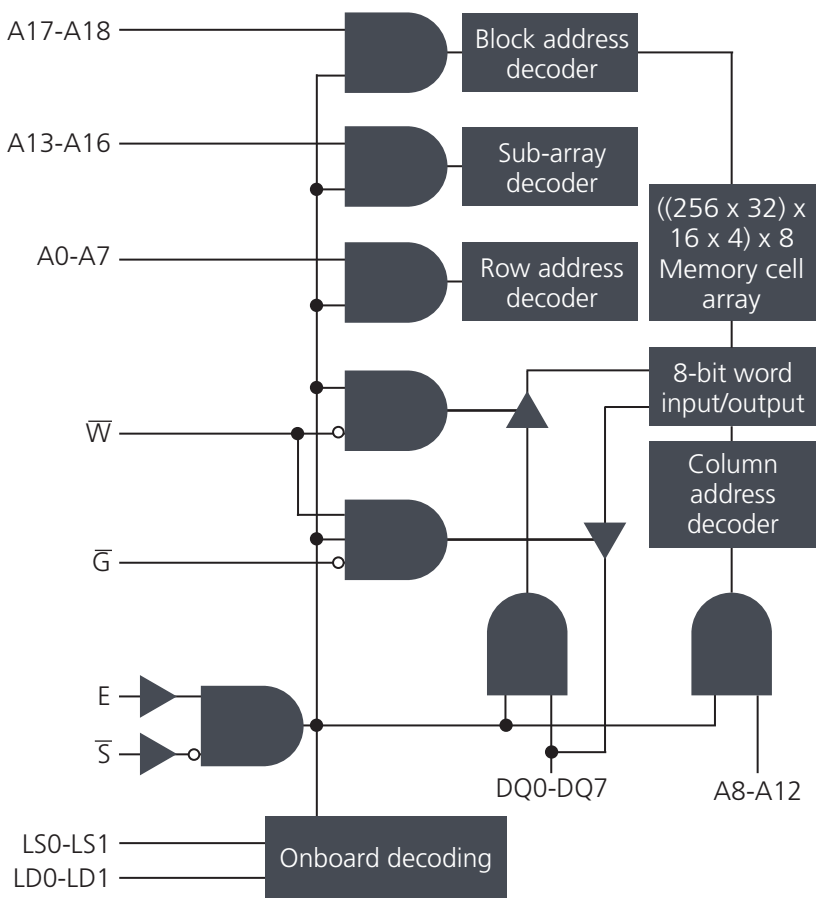 A17-A18
Block address
decoder
A13-A16
Sub-array
decoder
((256 x 32) x
16 x 4) x 8
Memory cell
array
A0-A7
Row address
decoder
8-bit word
input/output
W̅
Column
address
decoder
G̅
E
S̅
DQ0-DQ7
A8-A12
LS0-LS1
LD0-LD1
Onboard decoding